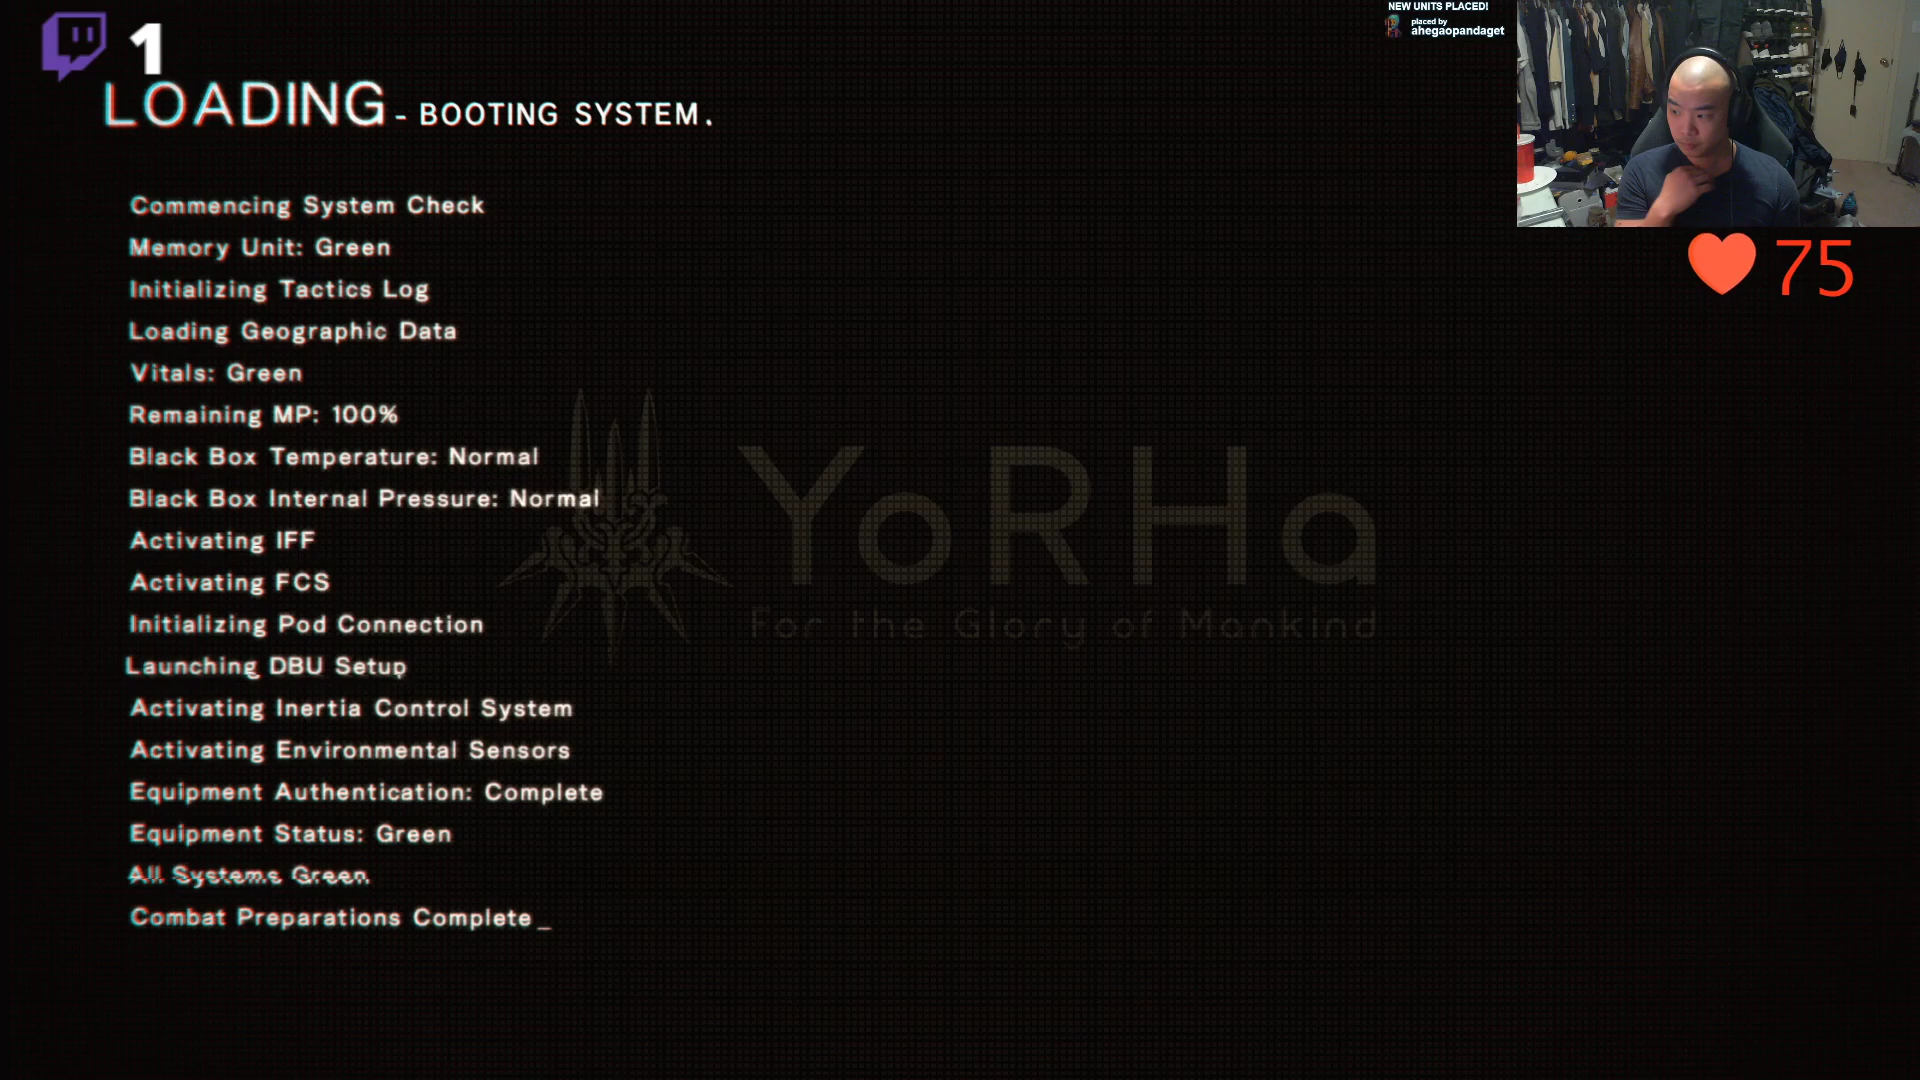 1
NEW UNITS PLACED!
placed by
ahegaopandaget
LOADING - BOOTING SYSTEM.
75
Commencing System Check
Memory Unit: Green
Initializing Tactics Log
Loading Geographic Data
Vitals: Green
Remaining MP: 100%
Black Box Temperature: Normal
Black Box Internal Pressure: Normal
Activating IFF
Activating FCS
Initializing Pod Connection
Launching DBU Setup
Activating Inertia Control System
Activating Environmental Sensors
Equipment Authentication: Complete
Equipment Status: Green
All Systems Green
Combat Preparations Complete_
YoRHa
For the Glory of Mankind